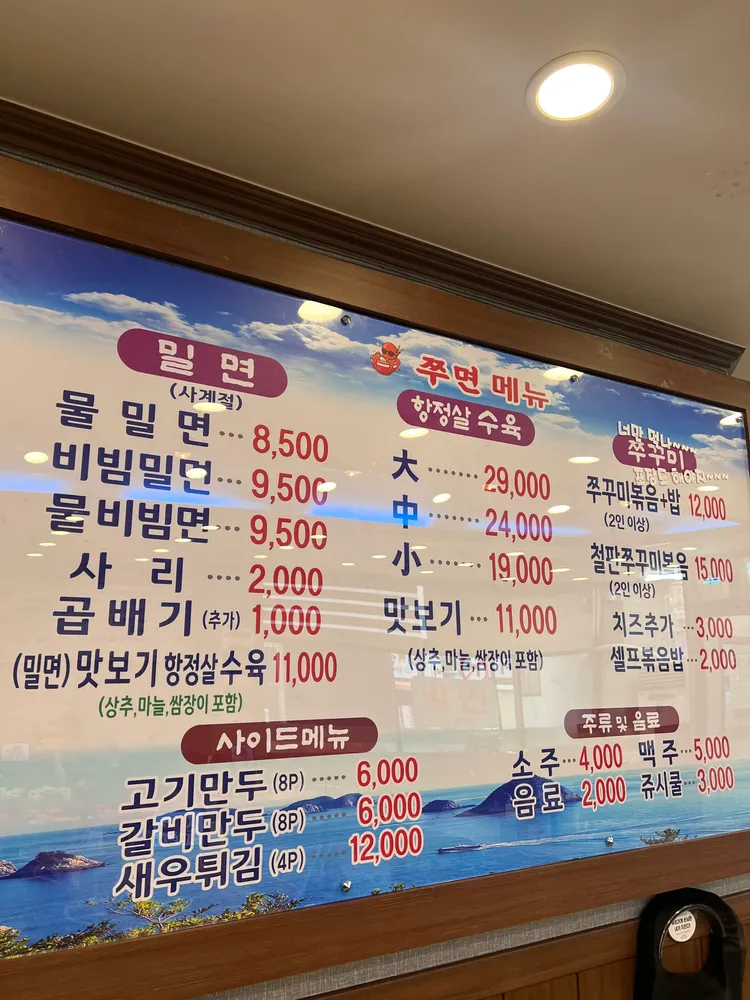 쭈면 메뉴
밀면
(사계절)
물밀면 ··· 8,500
비빔밀면 ··· 9,500
물비빔면 ··· 9,500
사리 ···· 2,000
곱배기 (추가) 1,000
(밀면) 맛보기 항정살 수육 11,000
(상추,마늘,쌈장이 포함)
항정살 수육
大 ······· 29,000
中 ······· 24,000
小 ······· 19,000
맛보기 ··· 11,000
(상추,마늘,쌈장이 포함)
쭈꾸미
쭈꾸미볶음+밥 12,000
(2인 이상)
철판쭈꾸미볶음 15,000
(2인 이상)
치즈추가 ·· 3,000
셀프볶음밥 ·· 2,000
사이드메뉴
고기만두 (8P) ····· 6,000
갈비만두 (8P) ····· 6,000
새우튀김 (4P) ···· 12,000
주류 및 음료
소주 ··· 4,000 맥주 ·· 5,000
음료 2,000 쥬시쿨 ·· 3,000